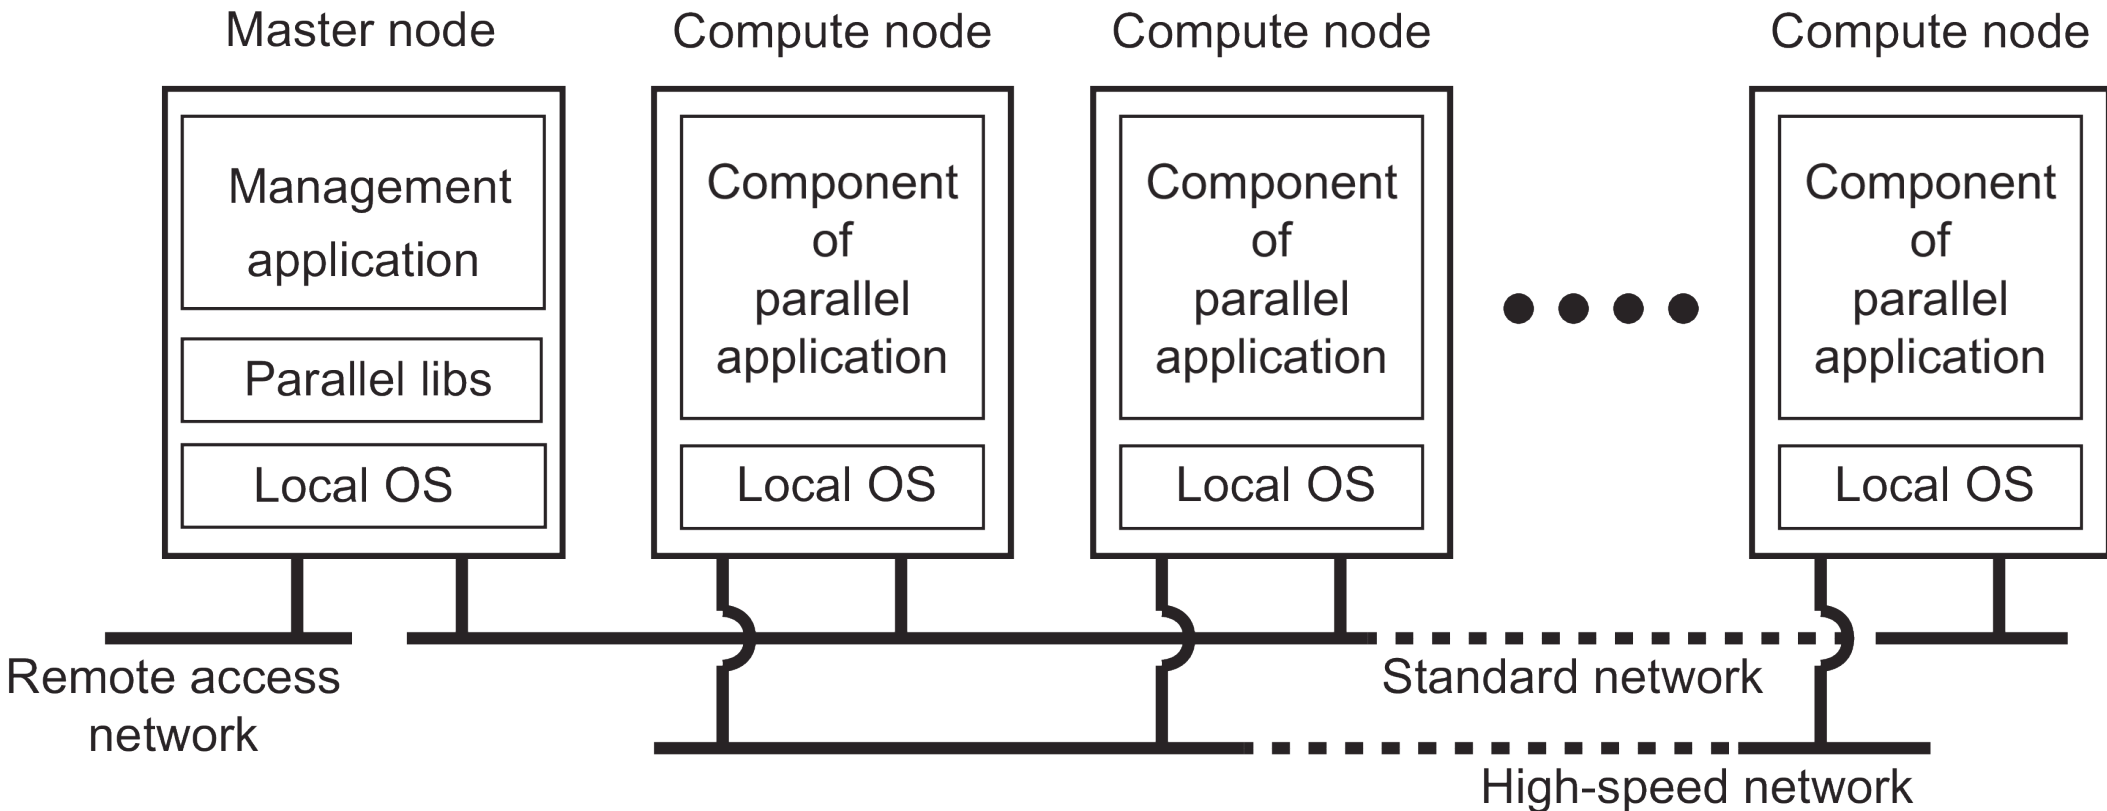 Master node
Compute node
Compute node
Compute node
Management
application
Parallel libs
Local OS
Component
of
parallel
application
Local OS
Component
of
parallel
application
Local OS
Component
of
parallel
application
Local OS
Remote access
network
Standard network
High-speed network